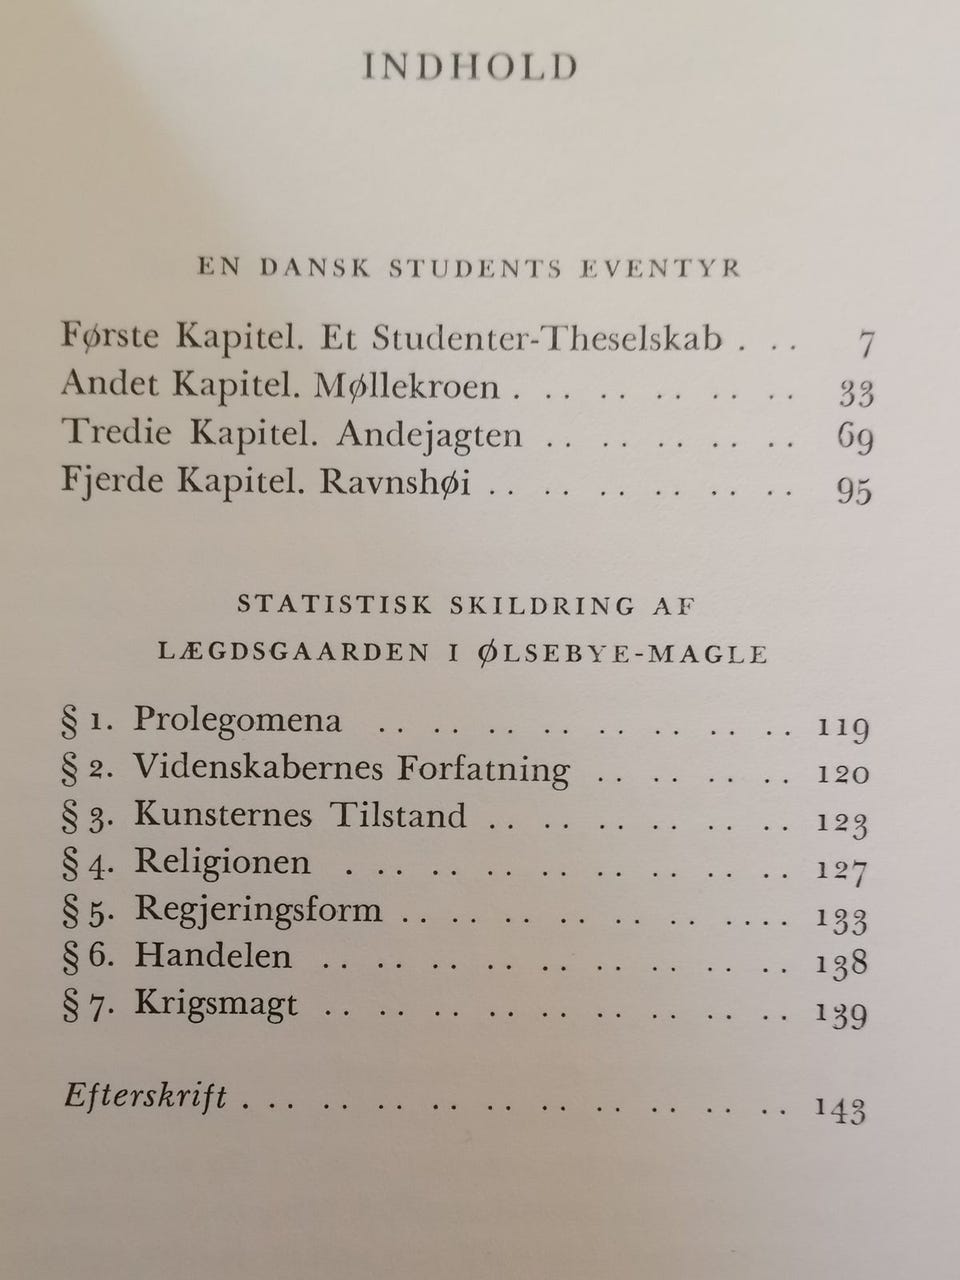 INDHOLD
EN DANSK STUDENTS EVENTYR
Første Kapitel. Et Studenter-Theselskab . . . . 7
Andet Kapitel. Møllekroen . . . . . . . . . . . 33
Tredie Kapitel. Andejagten . . . . . . . . . . 69
Fjerde Kapitel. Ravnshøi . . . . . . . . . . . . 95
STATISTISK SKILDRING AF
LÆGDSGAARDEN I ØLSEBYE-MAGLE
§ 1. Prolegomena . . . . . . . . . . . . . . . . 119
§ 2. Videnskabernes Forfatning . . . . . . . . 120
§ 3. Kunsternes Tilstand . . . . . . . . . . . . 123
§ 4. Religionen . . . . . . . . . . . . . . . . . 127
§ 5. Regjeringsform . . . . . . . . . . . . . . . . 133
§ 6. Handelen . . . . . . . . . . . . . . . . . . 138
§ 7. Krigsmagt . . . . . . . . . . . . . . . . . . 139
Efterskrift . . . . . . . . . . . . . . . . . . . . . 143